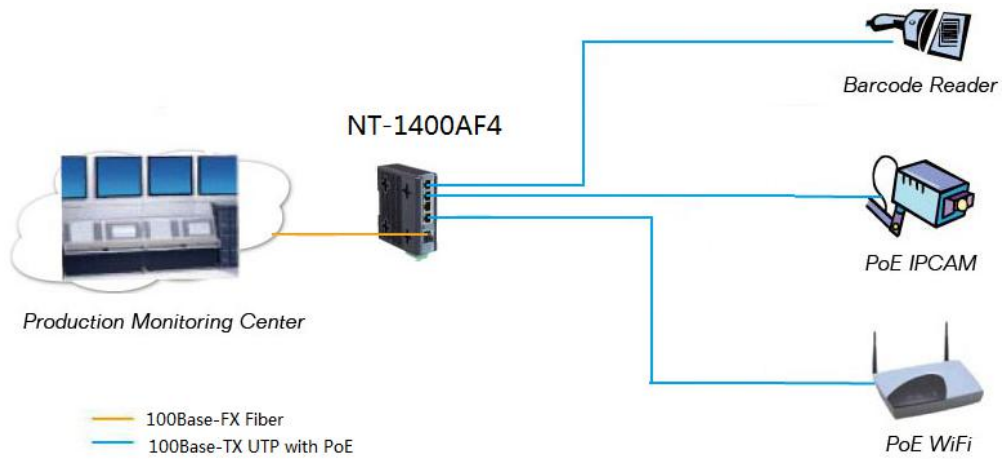 Barcode Reader
NT-1400AF4
PoE IPCAM
Production Monitoring Center
100Base-FX Fiber
100Base-TX UTP with PoE
PoE WiFi